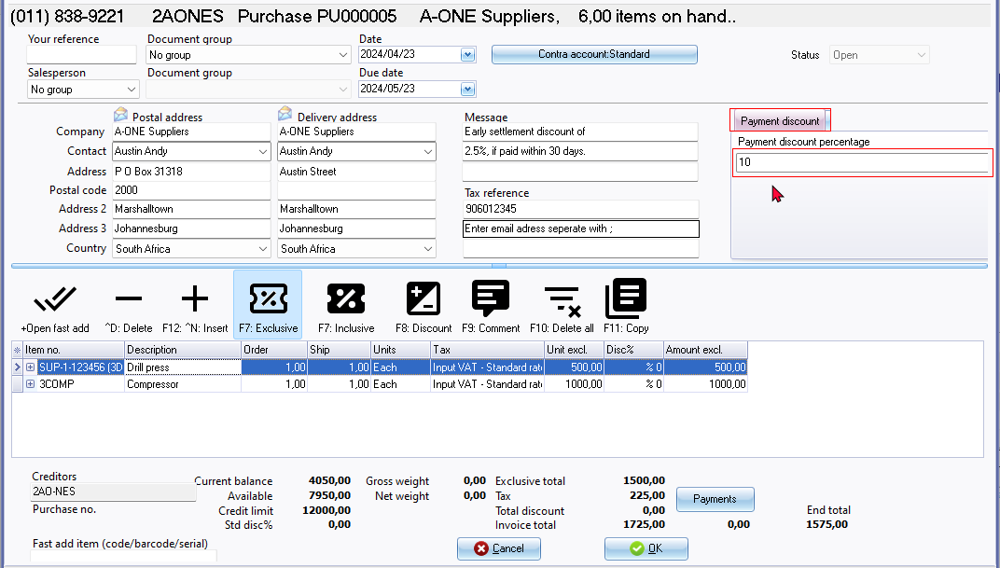 (011) 838-9221 2AONES Purchase PU000005 A-ONE Suppliers, 6,00 items on hand..
Your reference Document group Date
No group 2024/04/23 Contra account:Standard Status Open
Salesperson Document group Due date
No group 2024/05/23
Postal address Delivery address Message Payment discount
Company A-ONE Suppliers A-ONE Suppliers Early settlement discount of Payment discount percentage
Contact Austin Andy Austin Andy 2.5%, if paid within 30 days. 10
Address P O Box 31318 Austin Street
Postal code 2000 Tax reference
Address 2 Marshalltown Marshalltown 906012345
Address 3 Johannesburg Johannesburg Enter email adress seperate with ;
Country South Africa South Africa
+Open fast add ^D: Delete F12: ^N: Insert F7: Exclusive F7: Inclusive F8: Discount F9: Comment F10: Delete all F11: Copy
Item no. Description Order Ship Units Tax Unit excl. Disc% Amount excl.
SUP-1-123456 (3D Drill press 1,00 1,00 Each Input VAT - Standard rat 500,00 % 0 500,00
3COMP Compressor 1,00 1,00 Each Input VAT - Standard rat 1000,00 % 0 1000,00
Creditors Current balance 4050,00 Gross weight 0,00 Exclusive total 1500,00
2AO-NES Available 7950,00 Net weight 0,00 Tax 225,00 Payments
Purchase no. Credit limit 12000,00 Total discount 0,00 End total
Std disc% 0,00 Invoice total 1725,00 0,00 1575,00
Fast add item (code/barcode/serial) Cancel OK